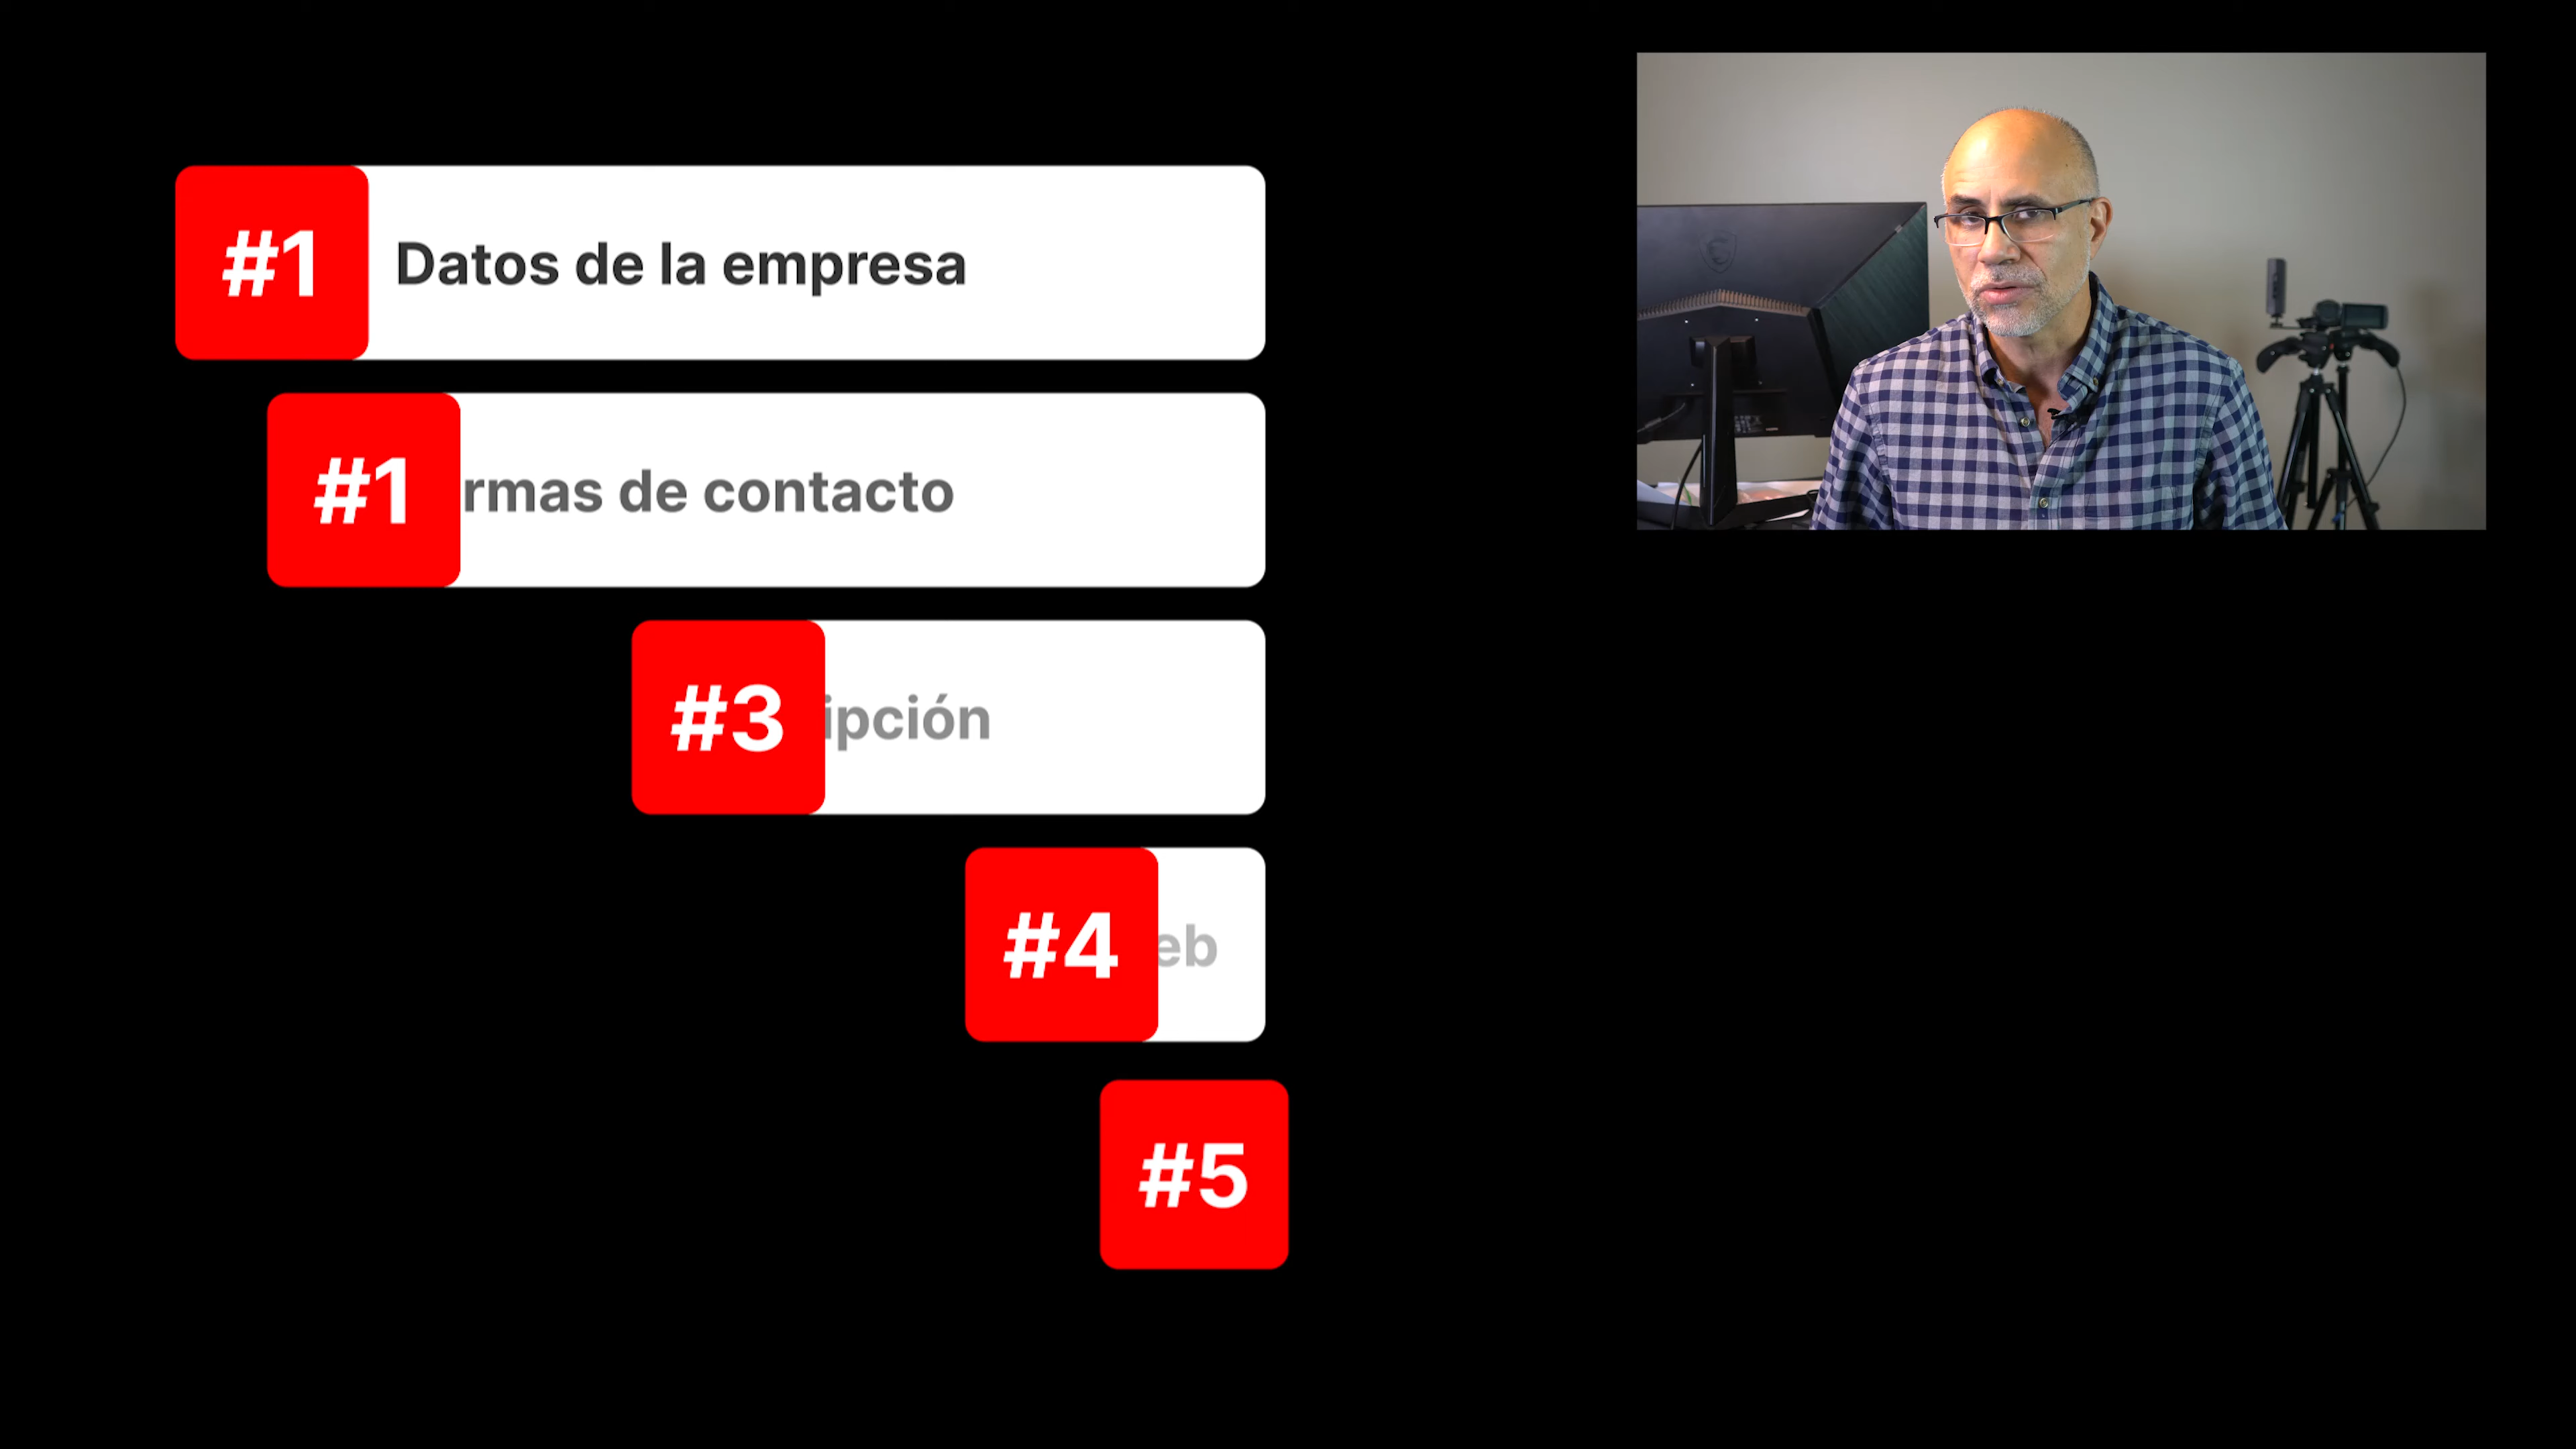 #1 Datos de la empresa
#1 rmas de contacto
#3 ipción
#4 eb
#5